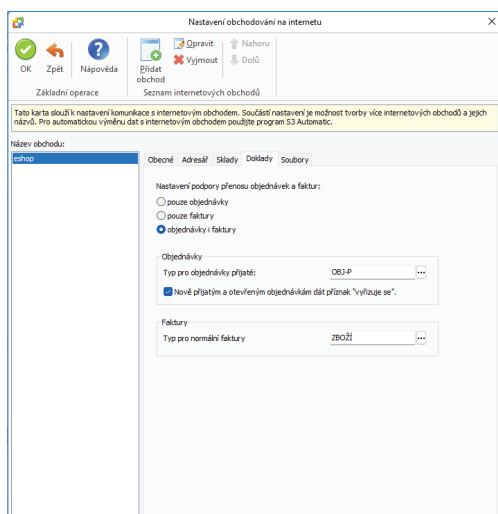 Nastavení obchodování na internetu
OK
Zpět
Nápověda
Přidat
obchod
Opravit
Vyjmout
Nahoru
Dolů
Základní operace
Seznam internetových obchodů
Tato karta slouží k nastavení komunikace s internetovým obchodem. Součástí nastavení je možnost tvorby více internetových obchodů a jejich
názvů. Pro automatickou výměnu dat s internetovým obchodem použijte program S3 Automatic.
Název obchodu:
eshop
Obecné Adresář Sklady Doklady Soubory
Nastavení podpory přenosu objednávek a faktur:
pouze objednávky
pouze faktury
objednávky i faktury
Objednávky
Typ pro objednávky přijaté: OBJ-P ...
Nově přijatým a otevřeným objednávkám dát příznak "vyřizuje se".
Faktury
Typ pro normální faktury ZBOŽÍ ...